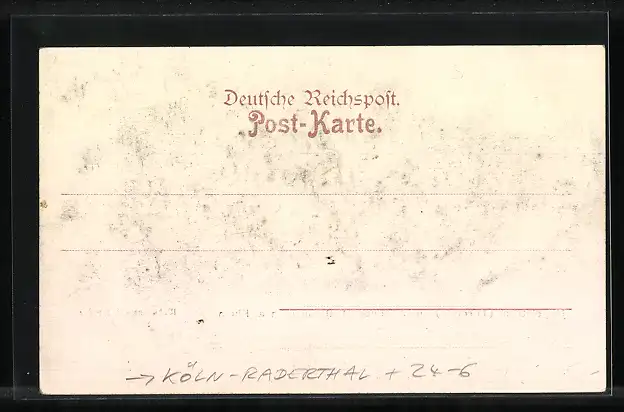 Deutsche Reichspost.
Post-Karte.
→ KÖLN-RADERTHAL + 24-6